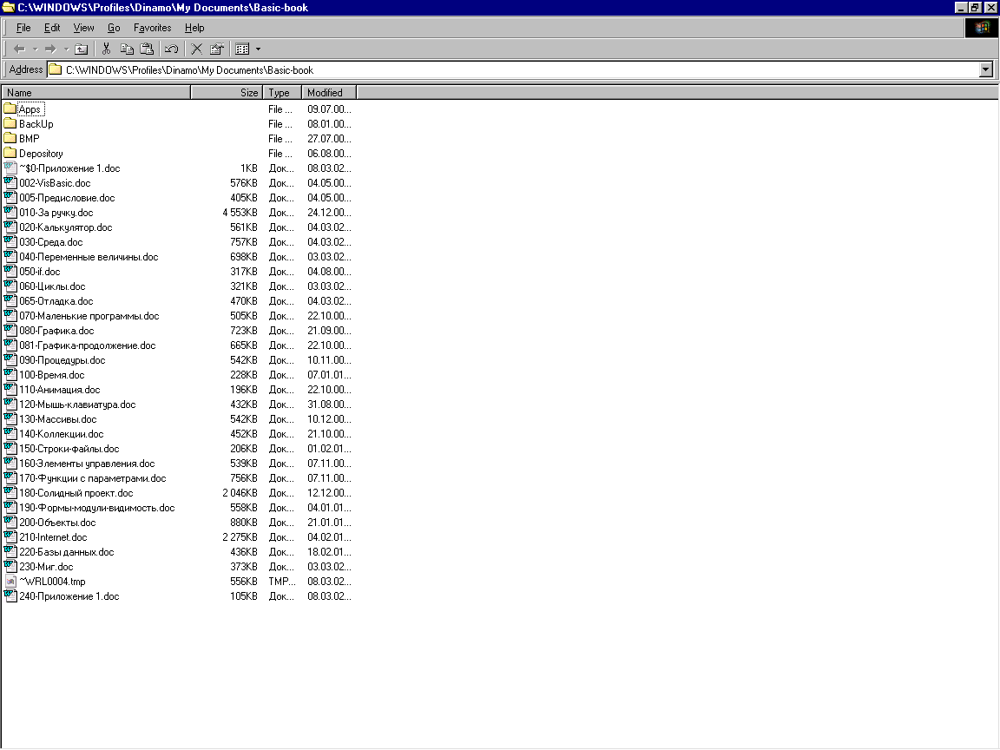 C:\WINDOWS\Profiles\Dinamo\My Documents\Basic-book
File Edit View Go Favorites Help
Address C:\WINDOWS\Profiles\Dinamo\My Documents\Basic-book
Name Size Type Modified
Apps File ... 09.07.00...
BackUp File ... 08.01.00...
BMP File ... 27.07.00...
Depository File ... 06.08.00...
~$0-Приложение 1.doc 1KB Док... 08.03.02...
002-VisBasic.doc 576KB Док... 04.05.00...
005-Предисловие.doc 405KB Док... 04.05.00...
010-За ручку.doc 4 553KB Док... 24.12.00...
020-Калькулятор.doc 561KB Док... 04.03.02...
030-Среда.doc 757KB Док... 04.03.02...
040-Переменные величины.doc 698KB Док... 03.03.02...
050-if.doc 317KB Док... 04.08.00...
060-Циклы.doc 321KB Док... 03.03.02...
065-Отладка.doc 470KB Док... 04.03.02...
070-Маленькие программы.doc 505KB Док... 22.10.00...
080-Графика.doc 723KB Док... 21.09.00...
081-Графика-продолжение.doc 665KB Док... 22.10.00...
090-Процедуры.doc 542KB Док... 10.11.00...
100-Время.doc 228KB Док... 07.01.01...
110-Анимация.doc 196KB Док... 22.10.00...
120-Мышь-клавиатура.doc 432KB Док... 31.08.00...
130-Массивы.doc 542KB Док... 10.12.00...
140-Коллекции.doc 452KB Док... 21.10.00...
150-Строки-файлы.doc 206KB Док... 01.02.01...
160-Элементы управления.doc 539KB Док... 07.11.00...
170-Функции с параметрами.doc 756KB Док... 07.11.00...
180-Солидный проект.doc 2 046KB Док... 12.12.00...
190-Формы-модули-видимость.doc 558KB Док... 04.01.01...
200-Объекты.doc 880KB Док... 21.01.01...
210-Internet.doc 2 275KB Док... 04.02.01...
220-Базы данных.doc 436KB Док... 18.02.01...
230-Миг.doc 373KB Док... 03.03.02...
~WRL0004.tmp 556KB TMP... 08.03.02...
240-Приложение 1.doc 105KB Док... 08.03.02...